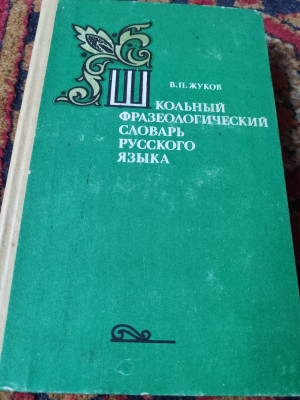 В.П. ЖУКОВ
ШКОЛЬНЫЙ
ФРАЗЕОЛОГИЧЕСКИЙ
СЛОВАРЬ
РУССКОГО
ЯЗЫКА